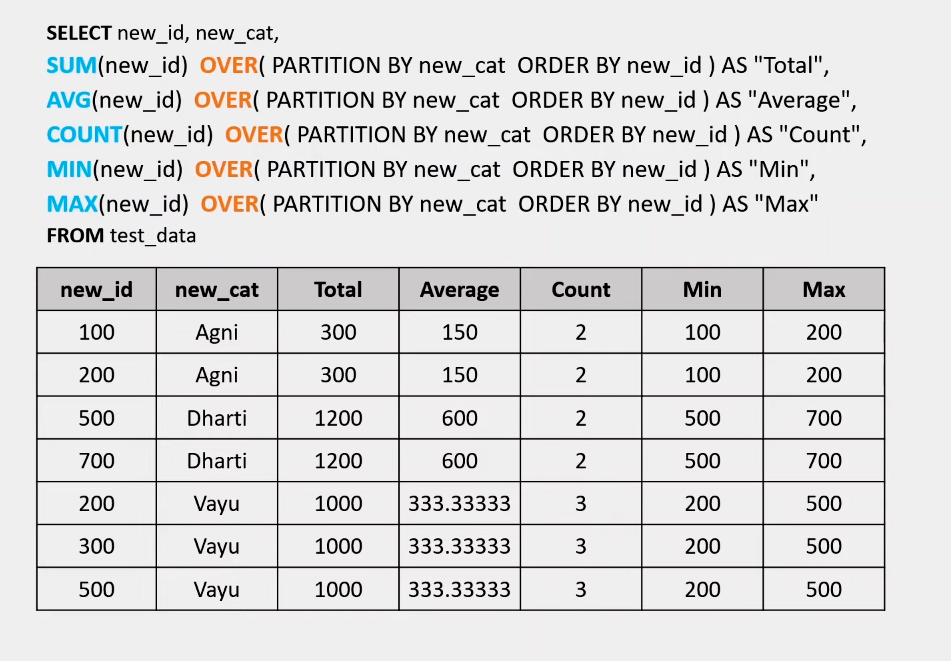 SELECT new_id, new_cat,
SUM(new_id) OVER( PARTITION BY new_cat ORDER BY new_id ) AS "Total",
AVG(new_id) OVER( PARTITION BY new_cat ORDER BY new_id ) AS "Average",
COUNT(new_id) OVER( PARTITION BY new_cat ORDER BY new_id ) AS "Count",
MIN(new_id) OVER( PARTITION BY new_cat ORDER BY new_id ) AS "Min",
MAX(new_id) OVER( PARTITION BY new_cat ORDER BY new_id ) AS "Max"
FROM test_data
new_id new_cat Total Average Count Min Max
100 Agni 300 150 2 100 200
200 Agni 300 150 2 100 200
500 Dharti 1200 600 2 500 700
700 Dharti 1200 600 2 500 700
200 Vayu 1000 333.33333 3 200 500
300 Vayu 1000 333.33333 3 200 500
500 Vayu 1000 333.33333 3 200 500